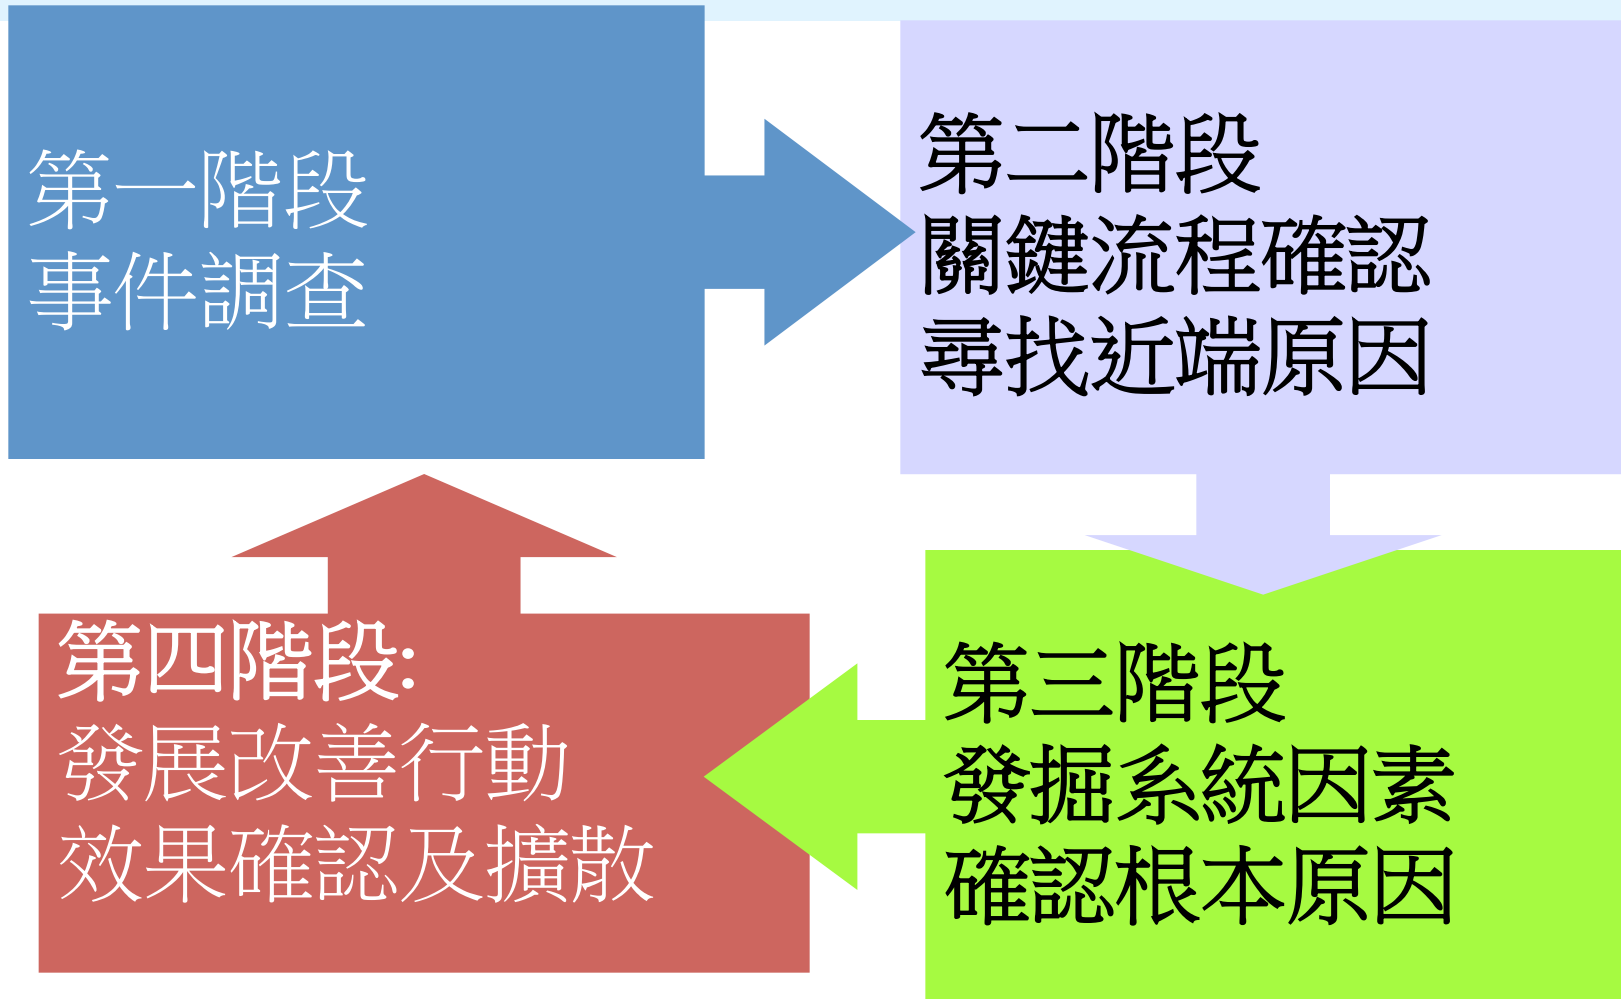 第一階段
事件調查
第二階段
關鍵流程確認
尋找近端原因
第三階段
發掘系統因素
確認根本原因
第四階段:
發展改善行動
效果確認及擴散